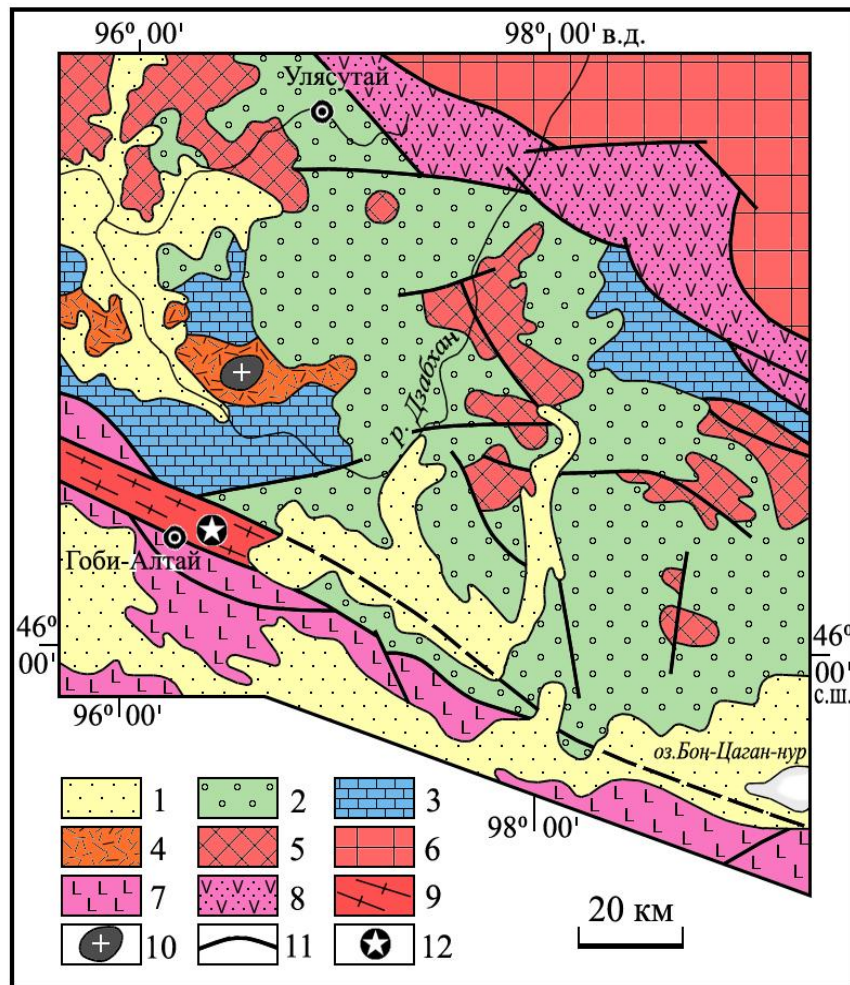 96⁰ 00'
98⁰ 00' в.д.
Улясутай
р. Дзабхан
Гоби-Алтай
46⁰
00'
46⁰
00'
с.ш.
96⁰ 00'
оз.Боң-Цаган-нур
98⁰ 00'
1
2
3
4
5
6
7
8
9
10
11
12
20 км